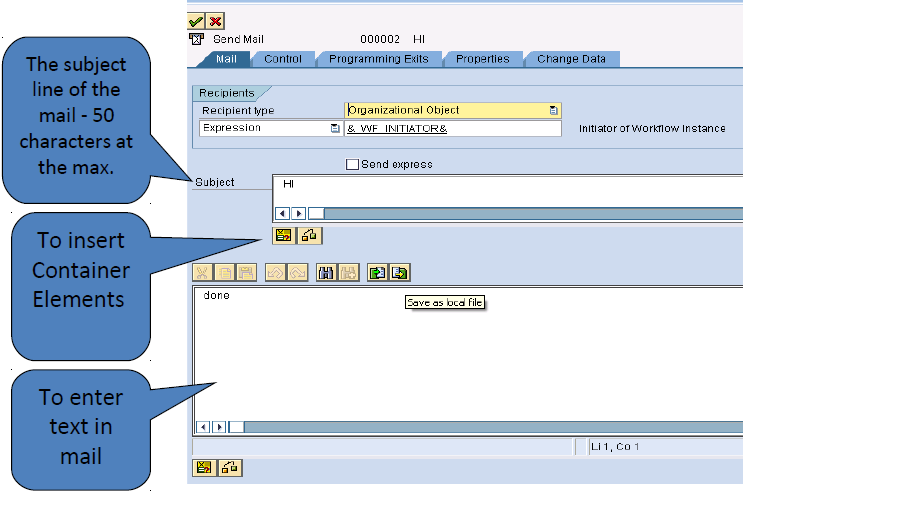 Send Mail 000002 HI
Mail Control Programming Exits Properties Change Data
Recipients
Recipient type Organizational Object
Expression &_WF_INITIATOR& Initiator of Workflow Instance
Send express
Subject HI
The subject
line of the
mail - 50
characters at
the max.
To insert
Container
Elements
done
Save as local file
To enter
text in
mail
Li 1, Co 1